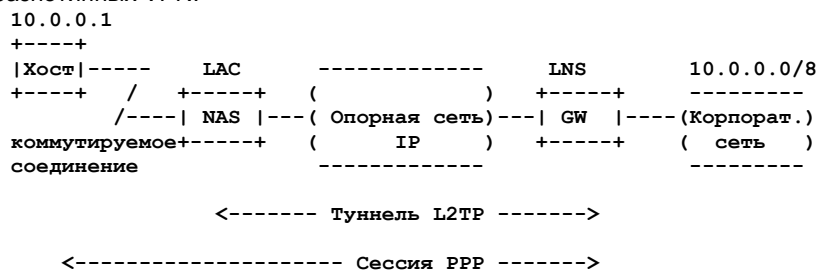 10.0.0.1
+----+
|Хост|----- LAC ------------- LNS 10.0.0.0/8
+----+ / +-----+ ( ) +-----+ ---------
/----| NAS |---( Опорная сеть)---| GW |----(Корпорат.)
коммутируемое+-----+ ( IP ) +-----+ ( сеть )
соединение ------------- ---------
<------- Туннель L2TP ------->
<--------------------- Сессия PPP ------->